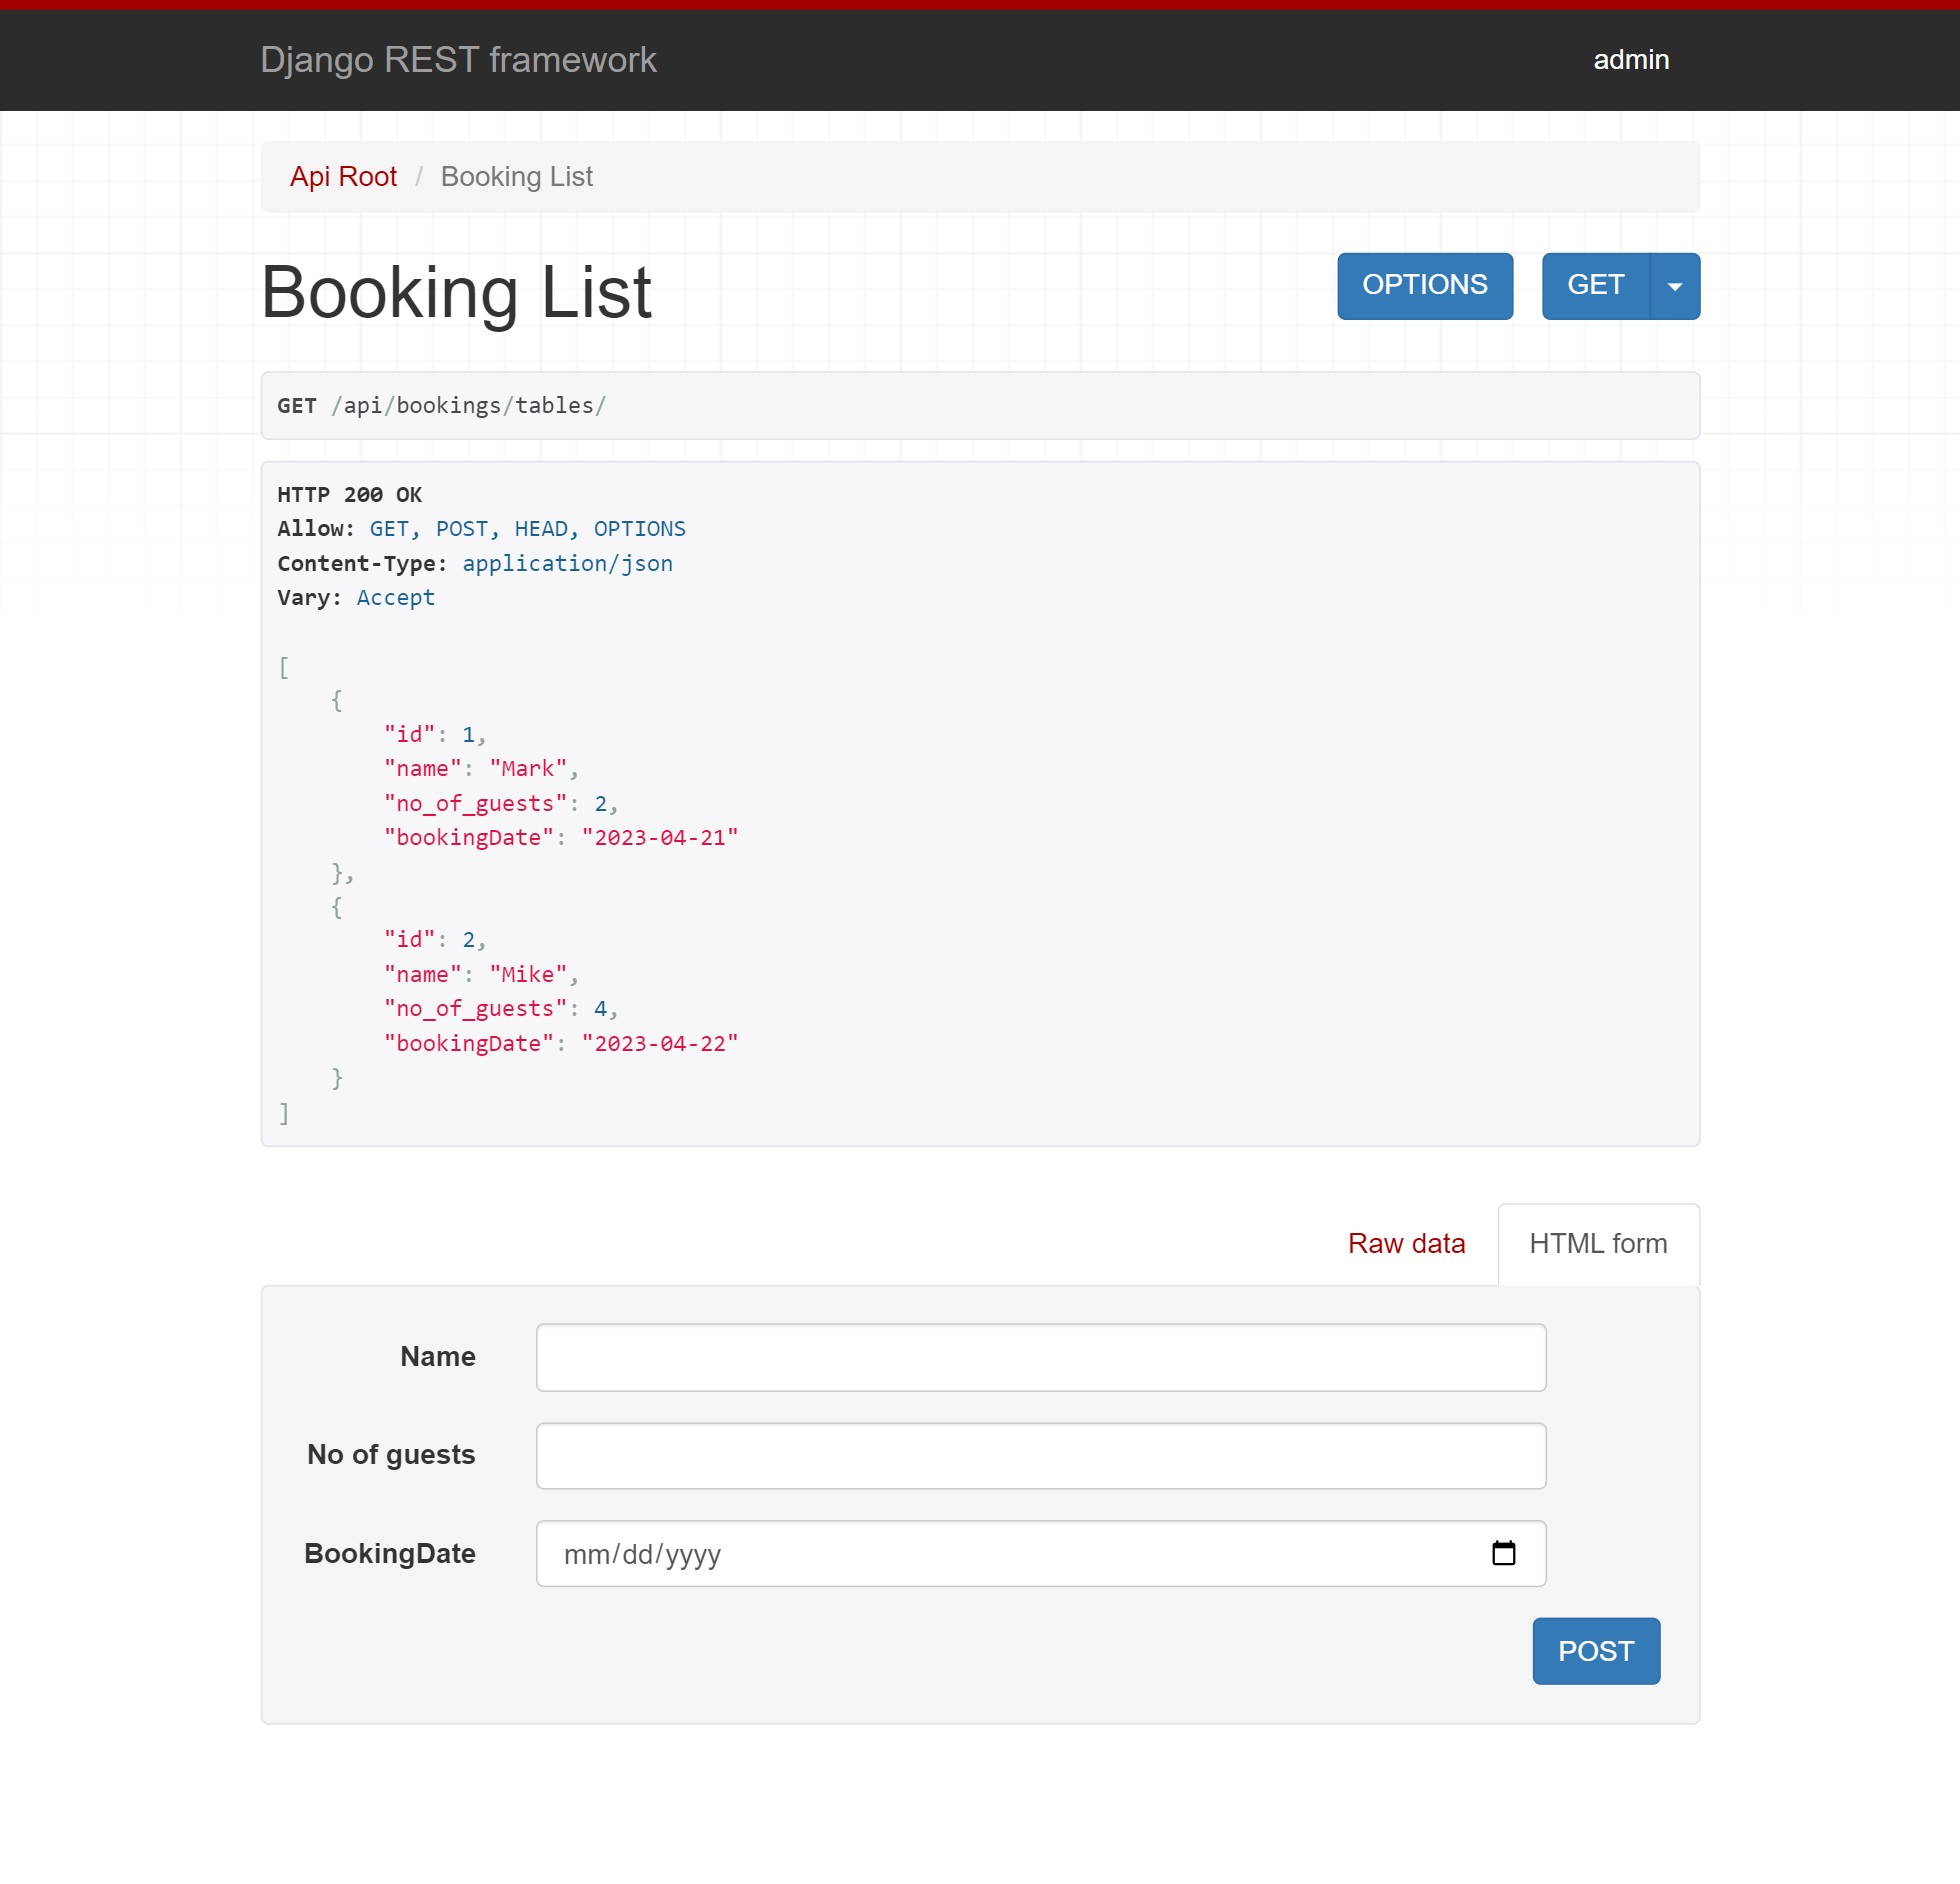 Django REST framework
admin
Api Root / Booking List
Booking List
OPTIONS
GET
GET /api/bookings/tables/
HTTP 200 OK
Allow: GET, POST, HEAD, OPTIONS
Content-Type: application/json
Vary: Accept
[
    {
        "id": 1,
        "name": "Mark",
        "no_of_guests": 2,
        "bookingDate": "2023-04-21"
    },
    {
        "id": 2,
        "name": "Mike",
        "no_of_guests": 4,
        "bookingDate": "2023-04-22"
    }
]
Raw data
HTML form
Name
No of guests
BookingDate
mm/dd/yyyy
POST